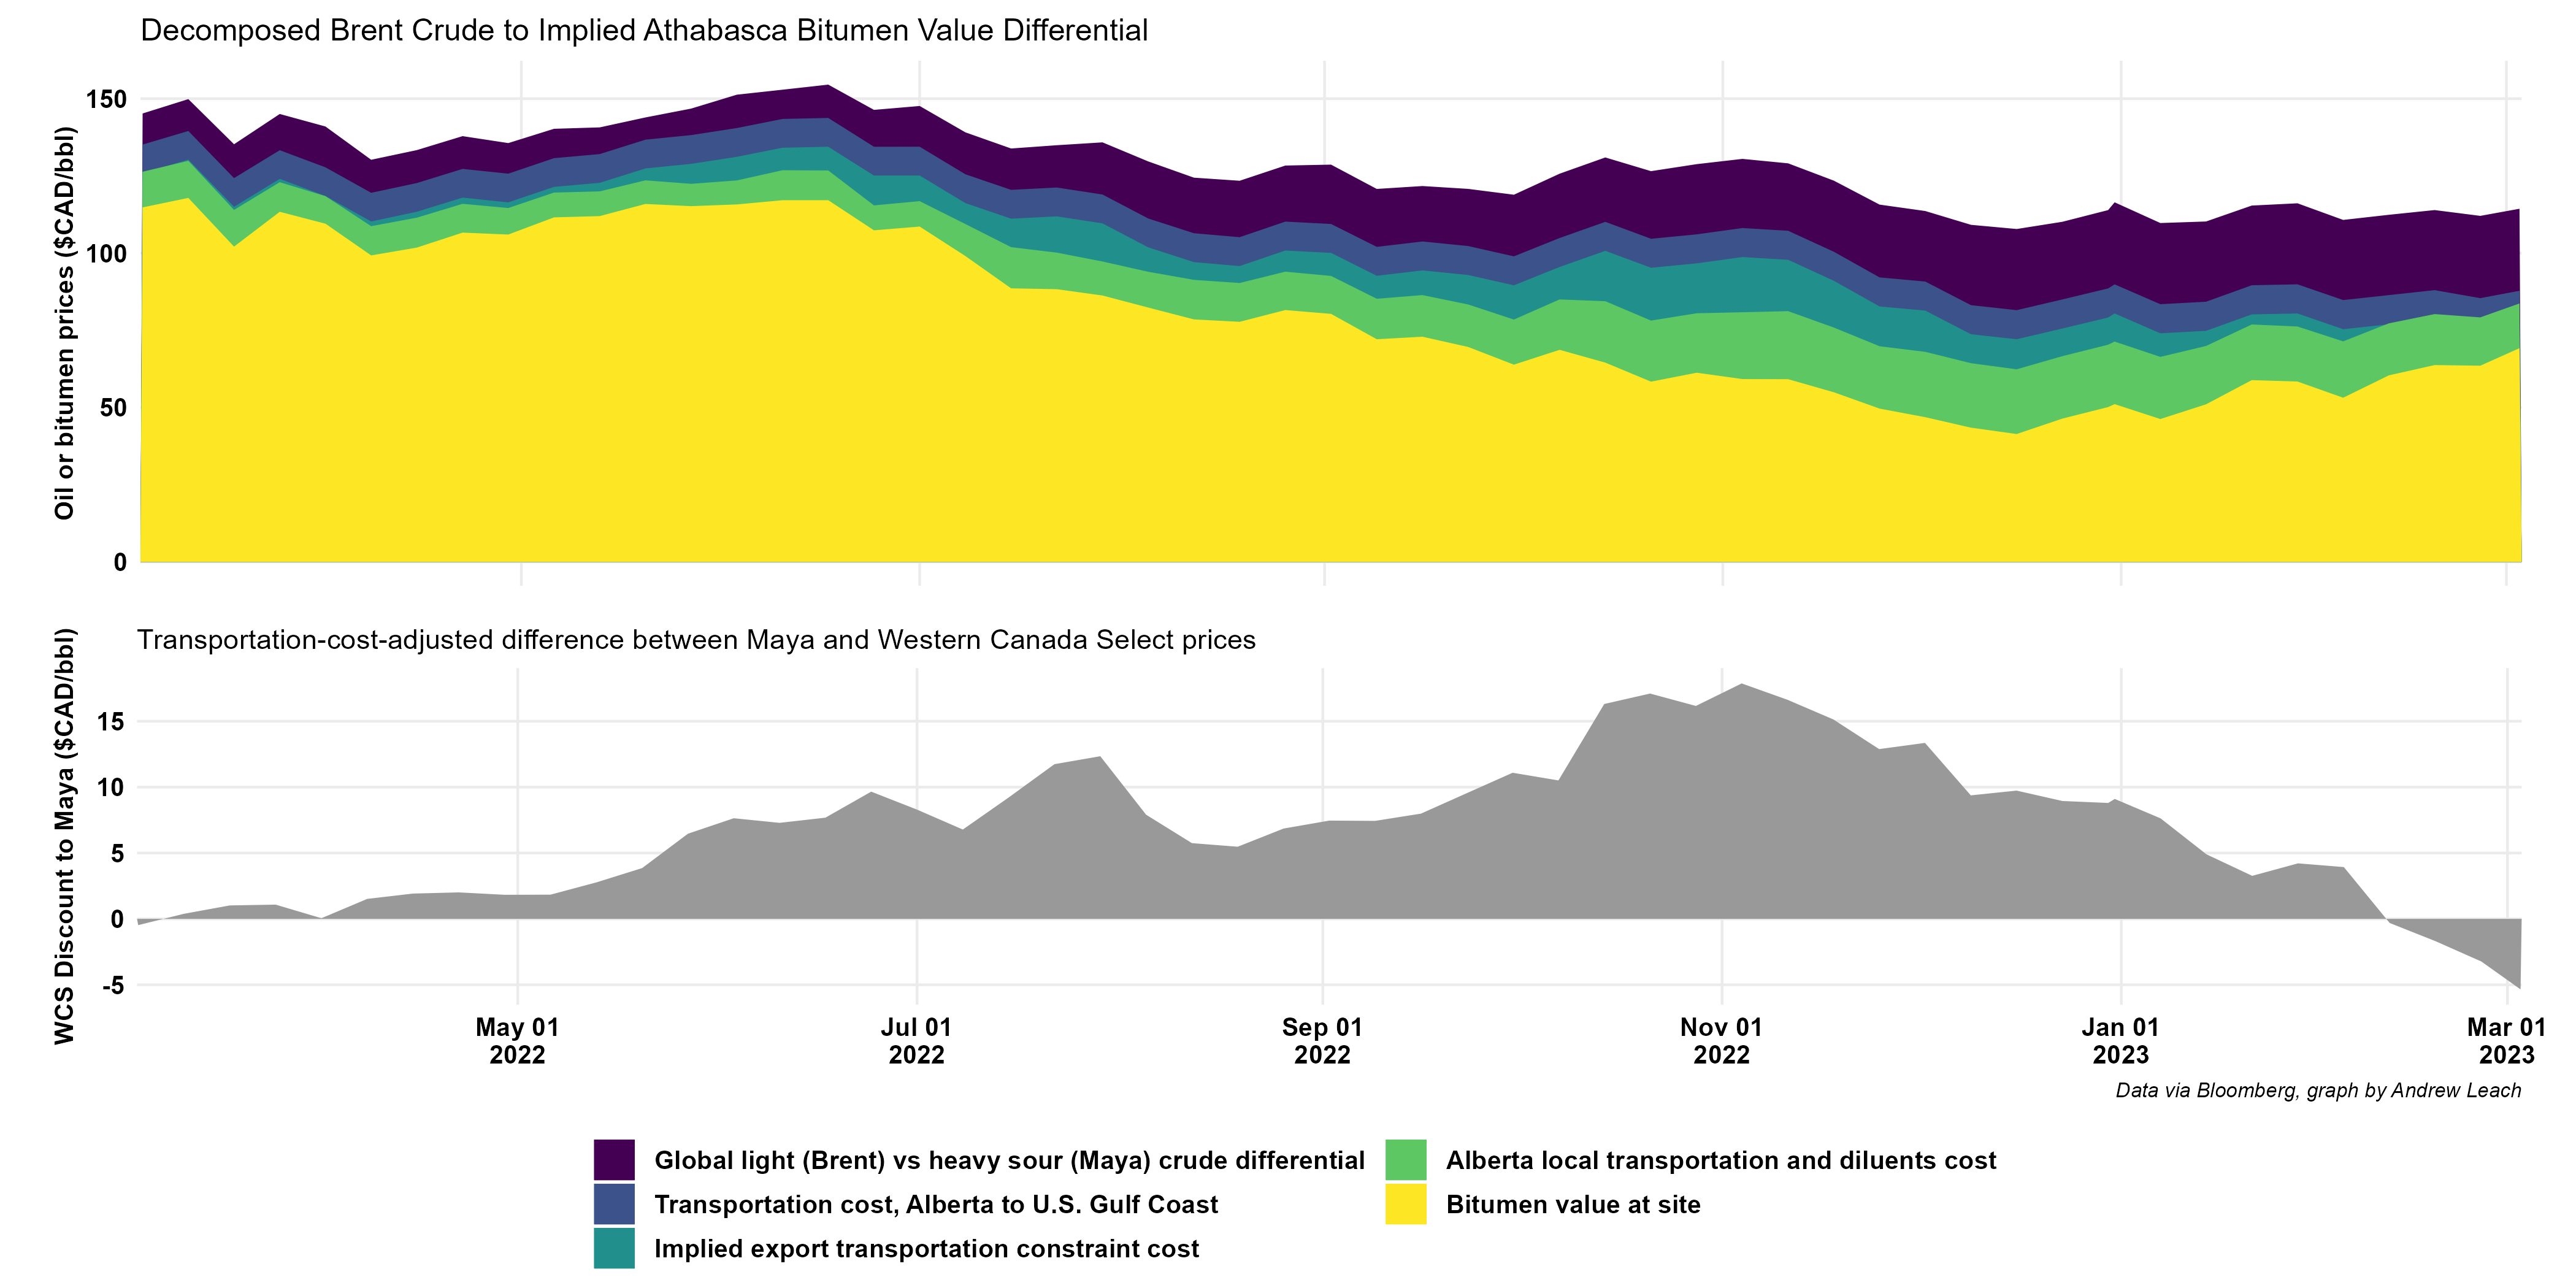 Decomposed Brent Crude to Implied Athabasca Bitumen Value Differential
Oil or bitumen prices ($CAD/bbl)
150
100
50
0
Transportation-cost-adjusted difference between Maya and Western Canada Select prices
WCS Discount to Maya ($CAD/bbl)
15
10
5
0
-5
May 01 Jul 01 Sep 01 Nov 01 Jan 01 Mar 01
2022 2022 2022 2022 2023 2023
Data via Bloomberg, graph by Andrew Leach
Global light (Brent) vs heavy sour (Maya) crude differential
Transportation cost, Alberta to U.S. Gulf Coast
Implied export transportation constraint cost
Alberta local transportation and diluents cost
Bitumen value at site